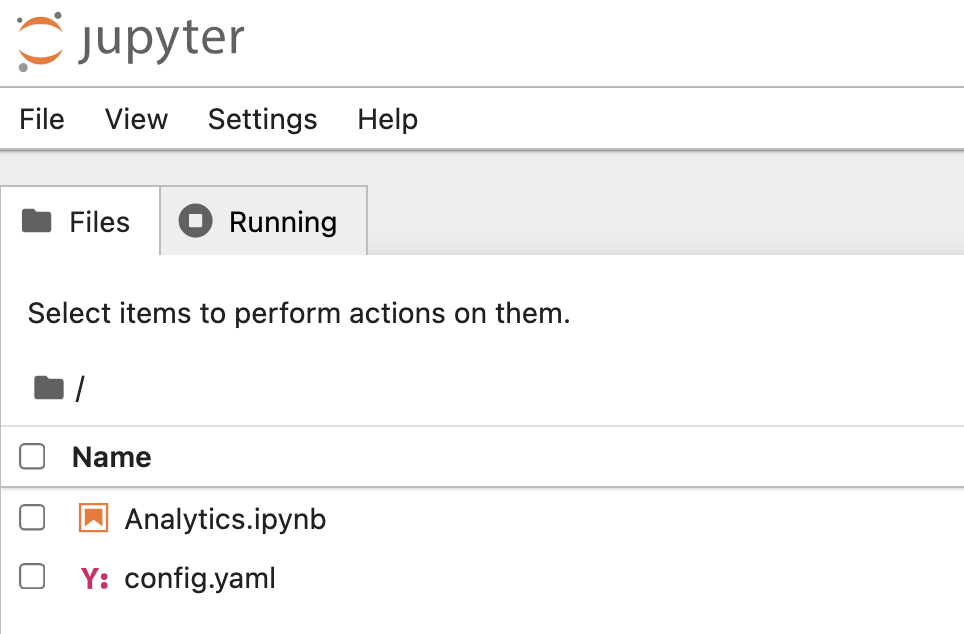 jupyter
File View Settings Help
Files Running
Select items to perform actions on them.
/
Name
Analytics.ipynb
Y: config.yaml